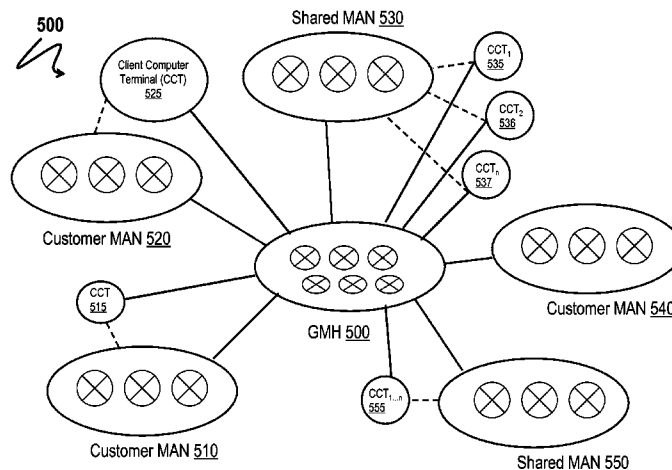 500
Shared MAN 530
Client Computer
Terminal (CCT)
525
CCT1
535
CCT2
536
CCTn
537
Customer MAN 520
Customer MAN 540
CCT
515
GMH 500
CCT1...n
555
Customer MAN 510
Shared MAN 550